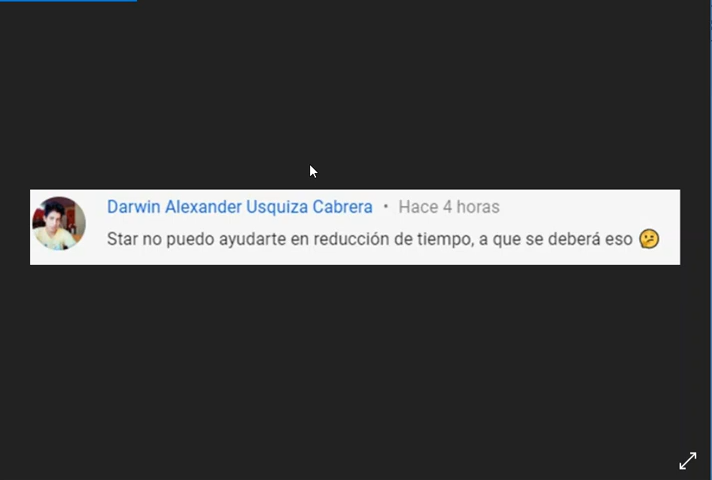 Darwin Alexander Usquiza Cabrera • Hace 4 horas
Star no puedo ayudarte en reducción de tiempo, a que se deberá eso 🤔